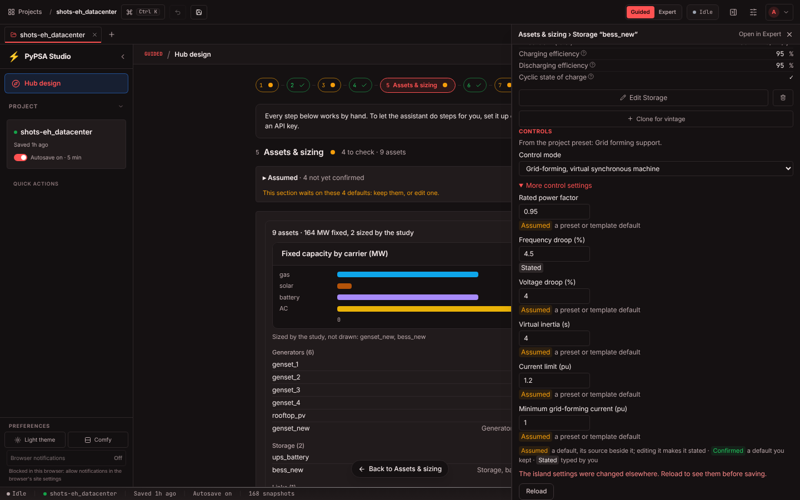 Projects / shots-eh_datacenter
Ctrl K
Guided Expert
Idle
A
shots-eh_datacenter
PyPSA Studio
Hub design
PROJECT
shots-eh_datacenter
Saved 1h ago
Autosave on · 5 min
QUICK ACTIONS
PREFERENCES
Light theme
Comfy
Browser notifications Off
Blocked in this browser: allow notifications in the browser's site settings
GUIDED / Hub design
1
2 ✓
3
4 ✓
5 Assets & sizing
6 ✓
7
Every step below works by hand. To let the assistant do steps for you, set it up
an API key.
5 Assets & sizing 4 to check · 9 assets
▸ Assumed · 4 not yet confirmed
This section waits on these 4 defaults: keep them, or edit one.
9 assets · 164 MW fixed, 2 sized by the study
Fixed capacity by carrier (MW)
gas
solar
battery
AC
Sized by the study, not drawn: genset_new, bess_new
Generators (6)
genset_1
genset_2
genset_3
genset_4
rooftop_pv
genset_new
Storage (2)
ups_battery
bess_new
Storage, ba
← Back to Assets & sizing
Assets & sizing › Storage "bess_new"
Open in Expert ✕
Charging efficiency ? 95 %
Discharging efficiency ? 95 %
Cyclic state of charge ? ✓
Edit Storage
+ Clone for vintage
CONTROLS
From the project preset: Grid forming support.
Control mode
Grid-forming, virtual synchronous machine
▼ More control settings
Rated power factor
0.95
Assumed a preset or template default
Frequency droop (%)
4.5
Stated
Voltage droop (%)
4
Assumed a preset or template default
Virtual inertia (s)
4
Assumed a preset or template default
Current limit (pu)
1.2
Assumed a preset or template default
Minimum grid-forming current (pu)
1
Assumed a preset or template default
Assumed a default, its source beside it; editing it makes it stated · Confirmed a default you
kept · Stated typed by you
The island settings were changed elsewhere. Reload to see them before saving.
Reload
Idle shots-eh_datacenter Saved 1h ago Autosave on 168 snapshots